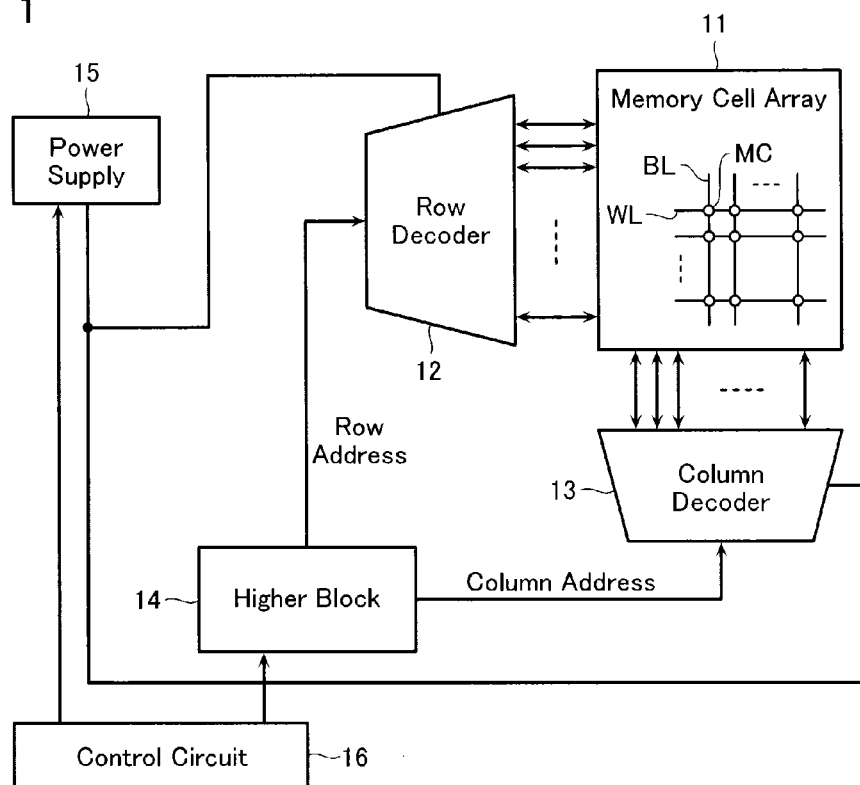 1
11
15
Memory Cell Array
Power
Supply
BL
MC
WL
Row
Decoder
12
Row
Address
Column
Decoder
13
14
Higher Block
Column Address
Control Circuit
16